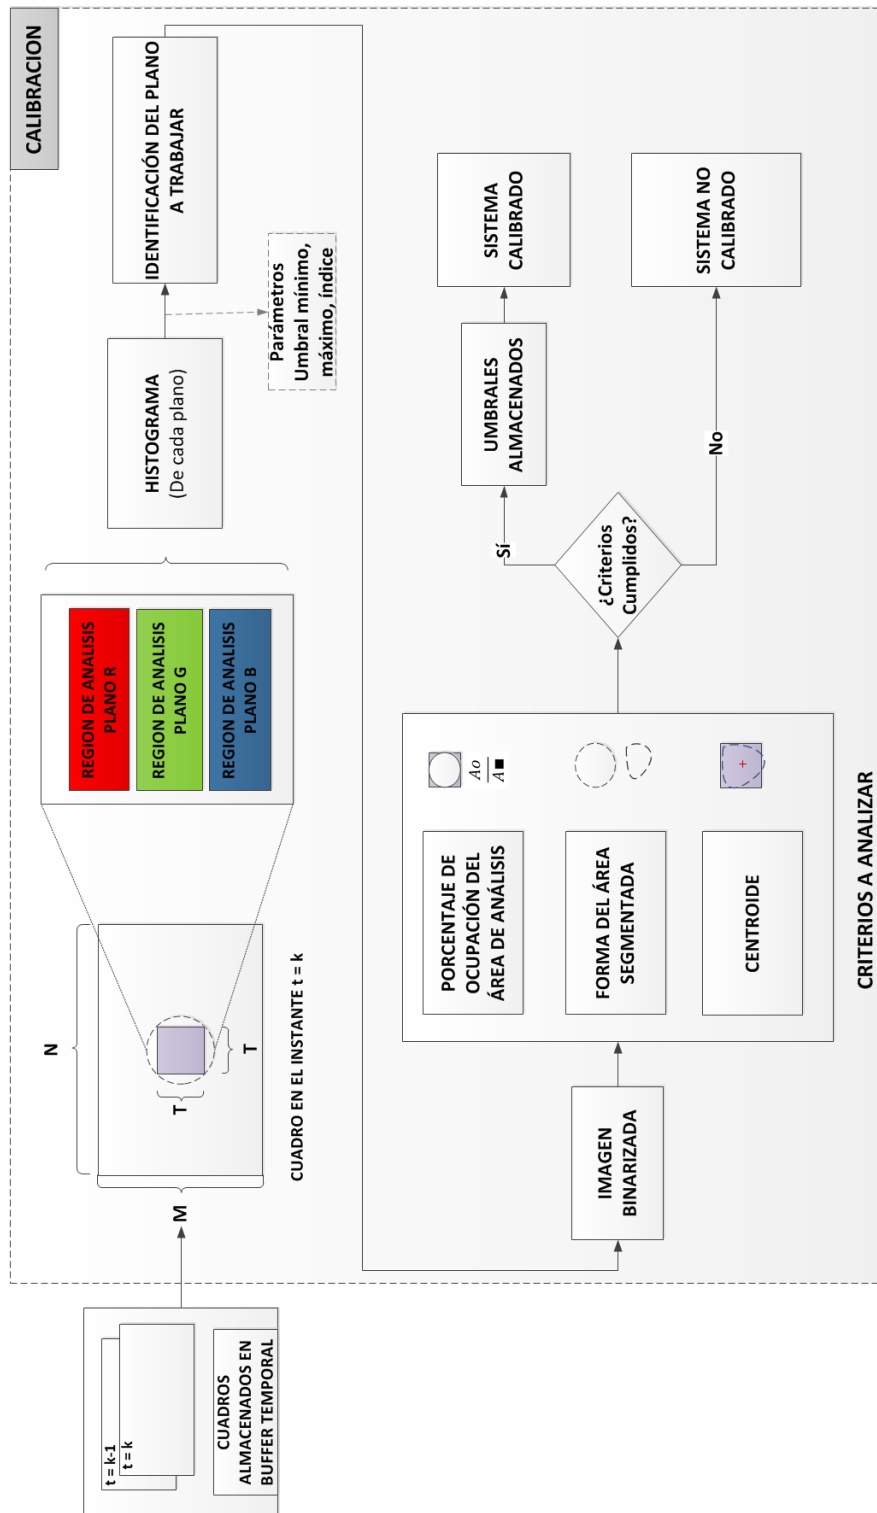 CALIBRACION
t = k-1
t = k
CUADROS
ALMACENADOS EN
BUFFER TEMPORAL
M
N
T
T
CUADRO EN EL INSTANTE t = k
REGION DE ANALISIS
PLANO R
REGION DE ANALISIS
PLANO G
REGION DE ANALISIS
PLANO B
HISTOGRAMA
(De cada plano)
Parámetros
Umbral mínimo,
máximo, índice
IDENTIFICACIÓN DEL PLANO
A TRABAJAR
IMAGEN
BINARIZADA
PORCENTAJE DE
OCUPACIÓN DEL
ÁREA DE ANÁLISIS
Ao
A■
FORMA DEL ÁREA
SEGMENTADA
CENTROIDE
CRITERIOS A ANALIZAR
¿Criterios
Cumplidos?
Sí
UMBRALES
ALMACENADOS
SISTEMA
CALIBRADO
No
SISTEMA NO
CALIBRADO